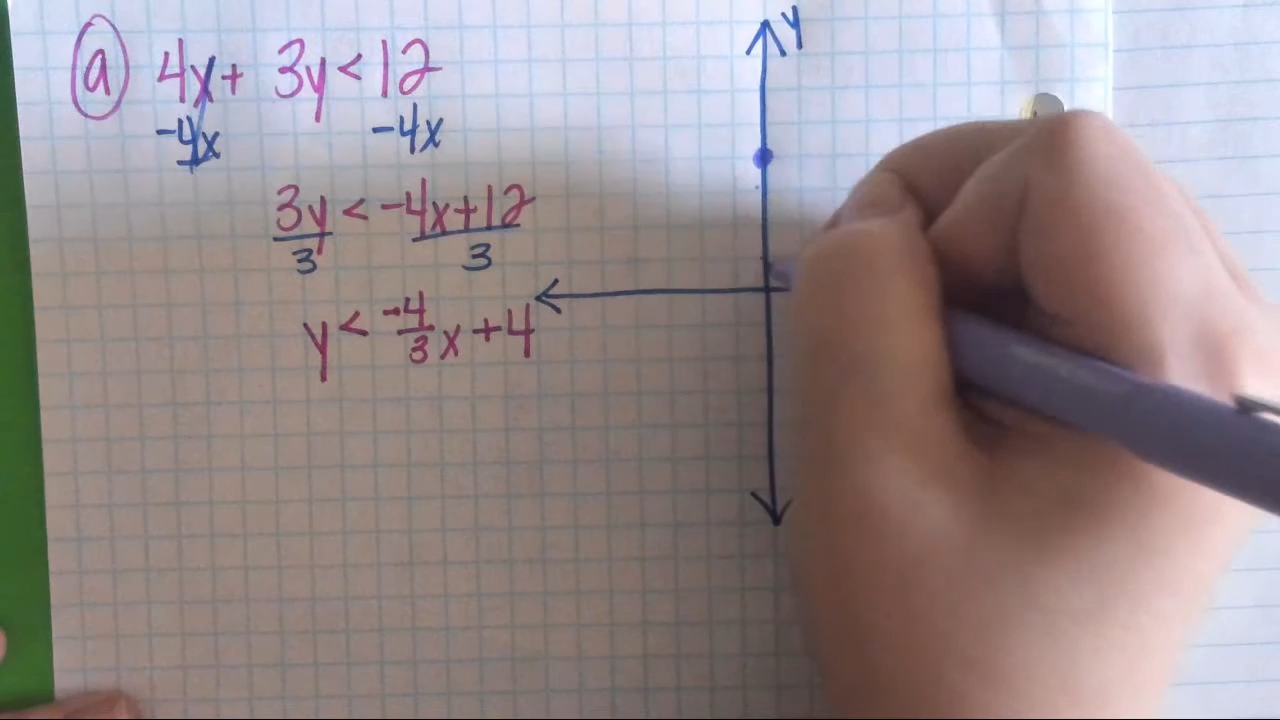 (a) 4x + 3y < 12
-4x -4x
3y < -4x+12
3 3
y < -4/3 x + 4
y